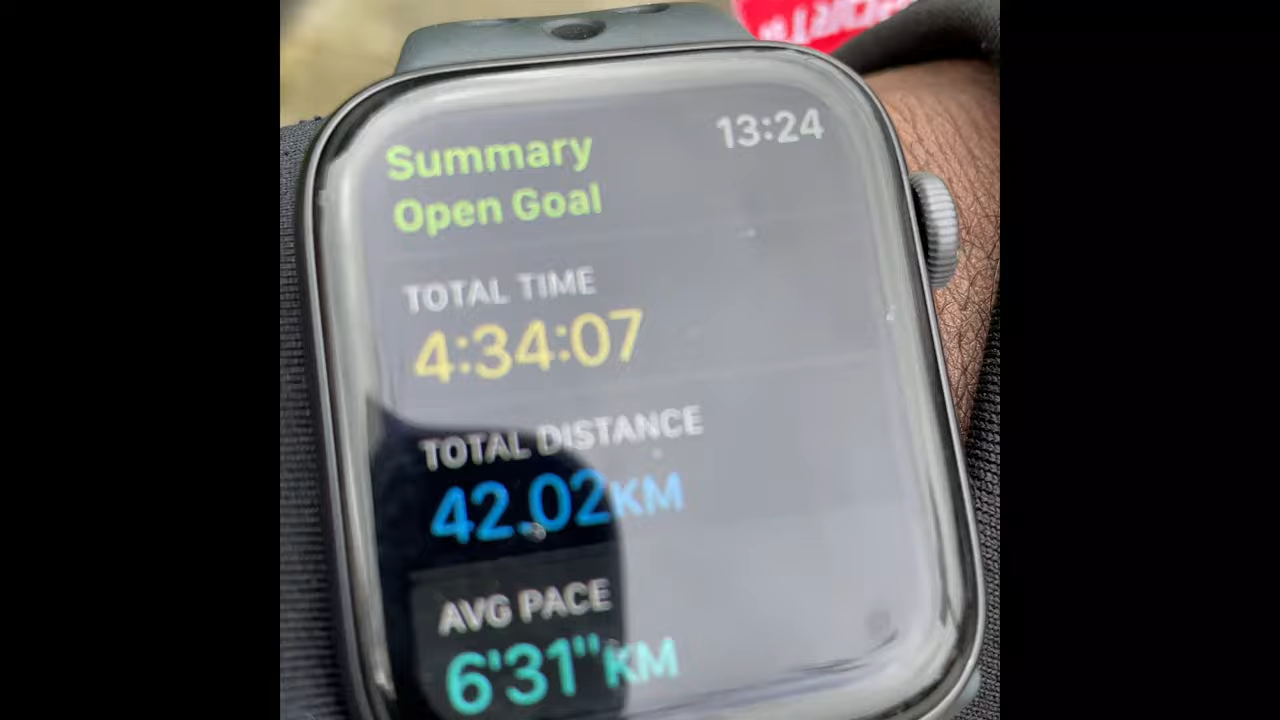 Summary
13:24
Open Goal
TOTAL TIME
4:34:07
TOTAL DISTANCE
42.02KM
AVG PACE
6'31"KM